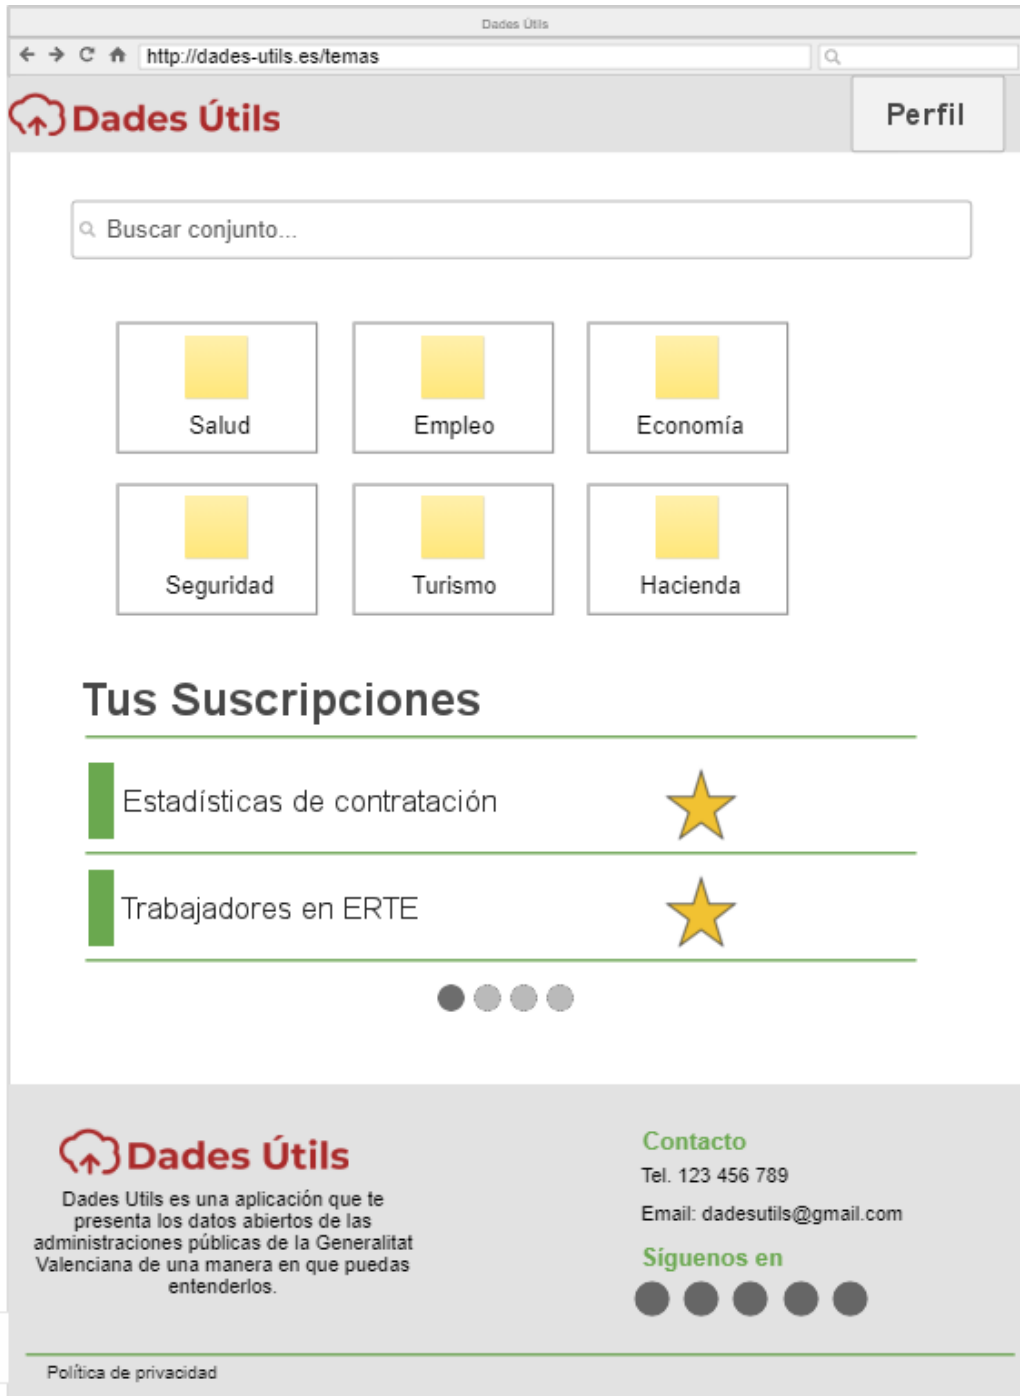 Dades Útils
http://dades-utils.es/temas
Dades Útils
Perfil
Buscar conjunto...
Salud
Empleo
Economía
Seguridad
Turismo
Hacienda
Tus Suscripciones
Estadísticas de contratación
Trabajadores en ERTE
Dades Útils
Dades Utils es una aplicación que te
presenta los datos abiertos de las
administraciones públicas de la Generalitat
Valenciana de una manera en que puedas
entenderlos.
Contacto
Tel. 123 456 789
Email: dadesutils@gmail.com
Síguenos en
Política de privacidad